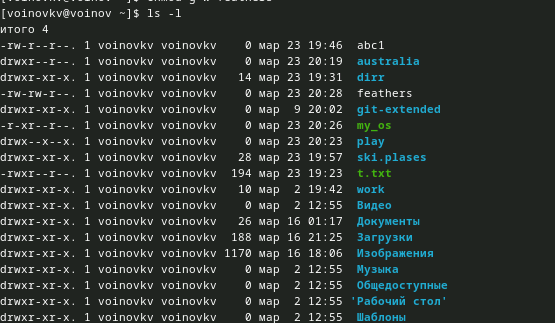 [voinovkv@voinov ~]$ ls -l
итого 4
-rw-r--r--. 1 voinovkv voinovkv    0 мар 23 19:46  abc1
drwxr--r--. 1 voinovkv voinovkv    0 мар 23 20:19  australia
drwxr-xr-x. 1 voinovkv voinovkv   14 мар 23 19:31  dirr
-rw-rw-r--. 1 voinovkv voinovkv    0 мар 23 20:28  feathers
drwxr-xr-x. 1 voinovkv voinovkv    9 мар  9 20:02  git-extended
-r-xr--r--. 1 voinovkv voinovkv    0 мар 23 20:26  my_os
drwx--x--x. 1 voinovkv voinovkv    0 мар 23 20:23  play
drwxr-xr-x. 1 voinovkv voinovkv   28 мар 23 19:57  ski.plases
-rwxr--r--. 1 voinovkv voinovkv  194 мар 23 19:23  t.txt
drwxr-xr-x. 1 voinovkv voinovkv   10 мар  2 19:42  work
drwxr-xr-x. 1 voinovkv voinovkv    0 мар  2 12:55  Видео
drwxr-xr-x. 1 voinovkv voinovkv   26 мар 16 01:17  Документы
drwxr-xr-x. 1 voinovkv voinovkv  188 мар 16 21:25  Загрузки
drwxr-xr-x. 1 voinovkv voinovkv 1170 мар 16 18:06  Изображения
drwxr-xr-x. 1 voinovkv voinovkv    0 мар  2 12:55  Музыка
drwxr-xr-x. 1 voinovkv voinovkv    0 мар  2 12:55  Общедоступные
drwxr-xr-x. 1 voinovkv voinovkv    0 мар  2 12:55 'Рабочий стол'
drwxr-xr-x. 1 voinovkv voinovkv    0 мар  2 12:55  Шаблоны